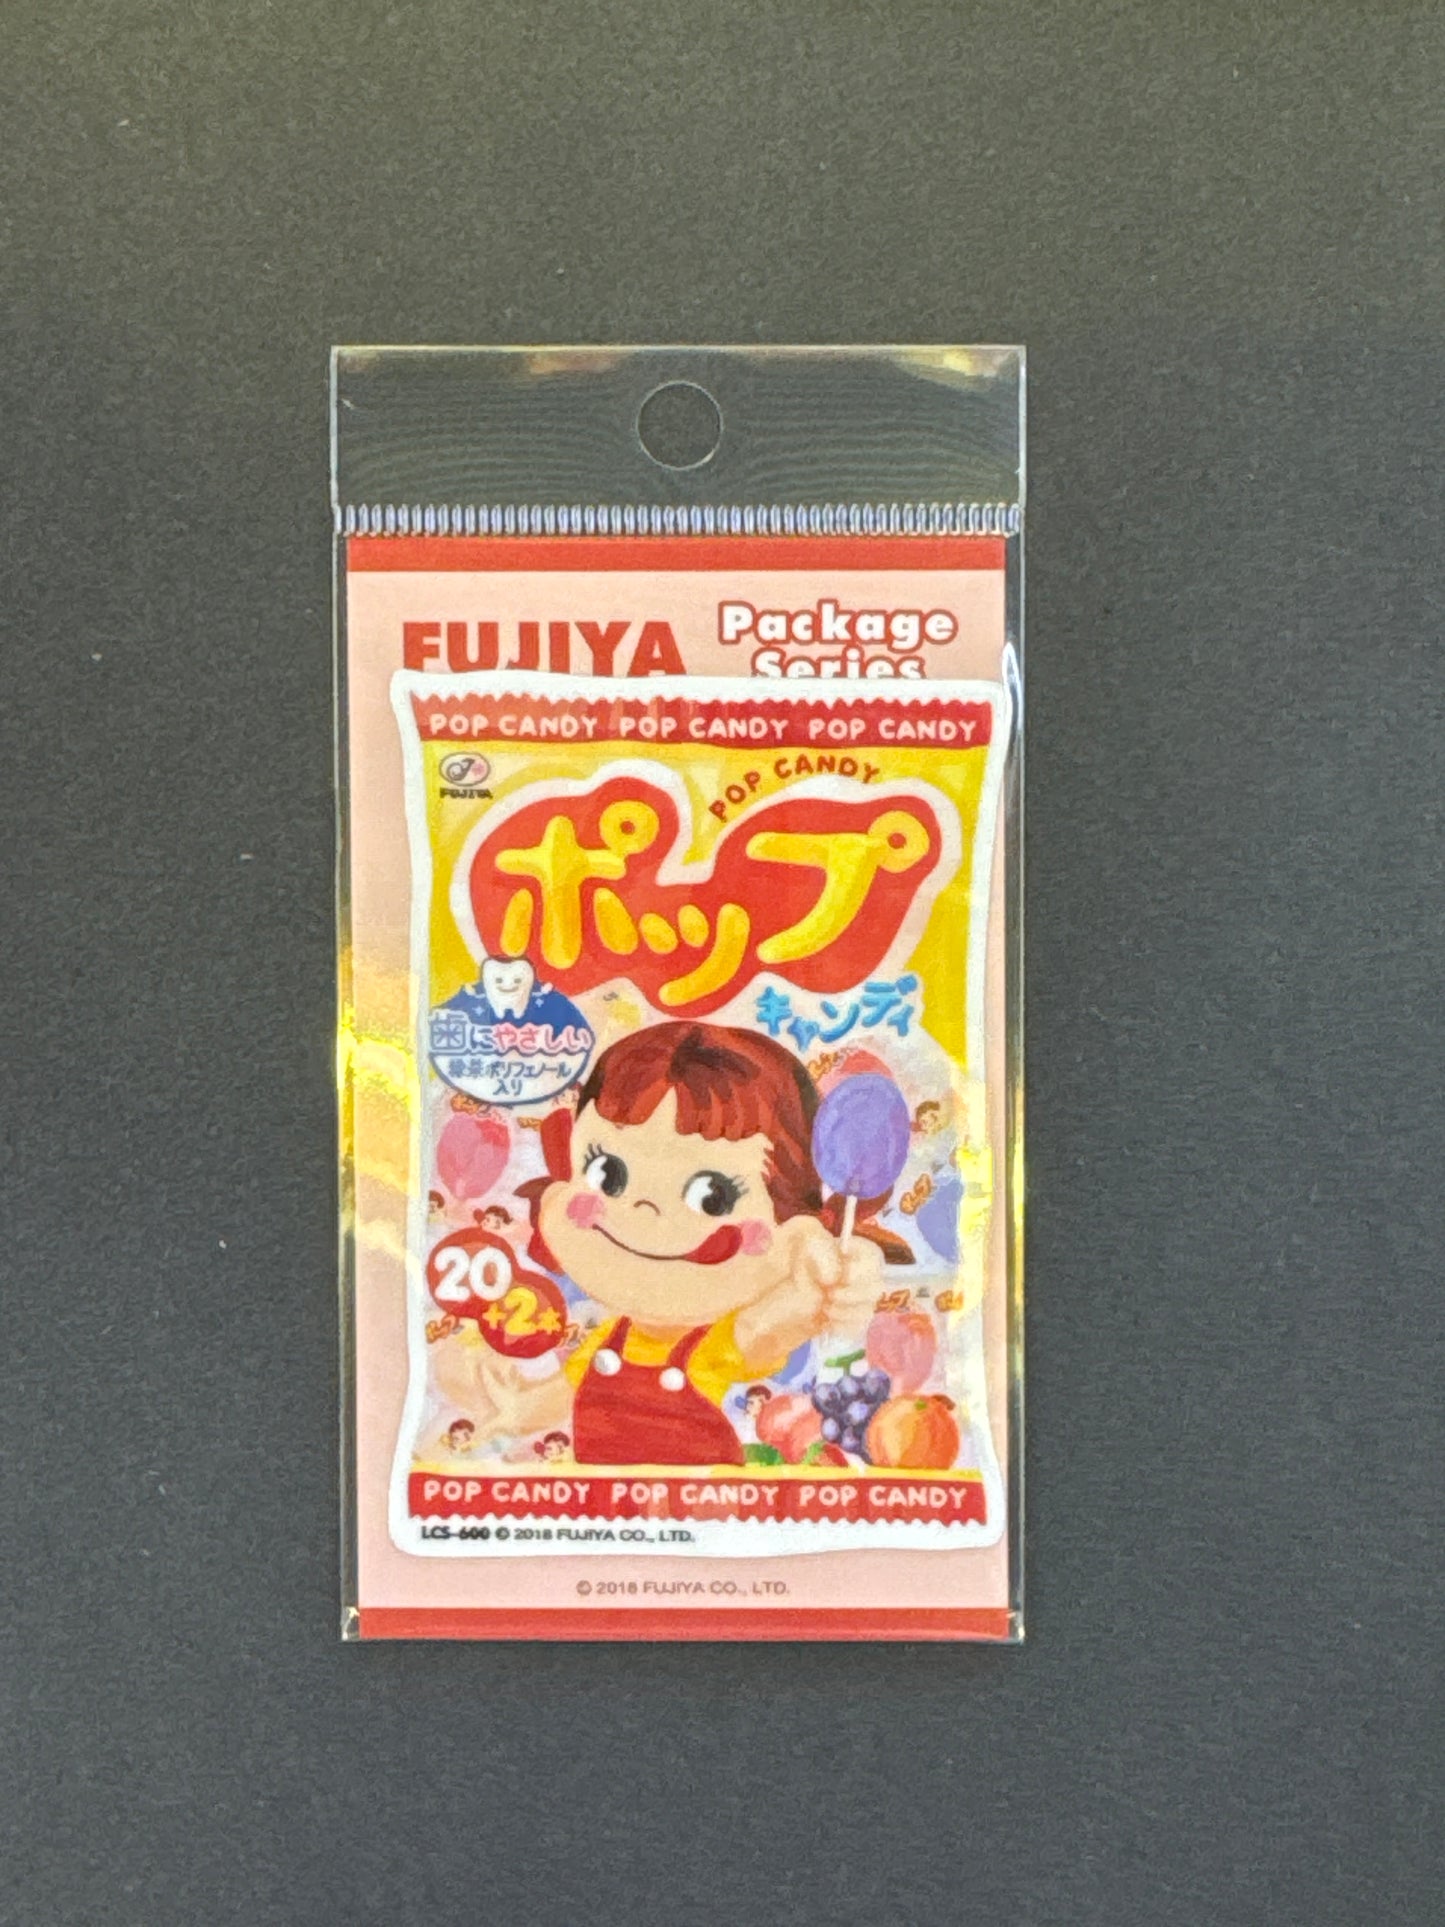 FUJIYA
Package
Series
POP CANDY POP CANDY POP CANDY
FUJIYA
POP CANDY
ポップ
キャンディ
歯にやさしい
緑茶ポリフェノール
入り
20
+2本
POP CANDY POP CANDY POP CANDY
LCS-600 © 2018 FUJIYA CO., LTD.
© 2018 FUJIYA CO., LTD.